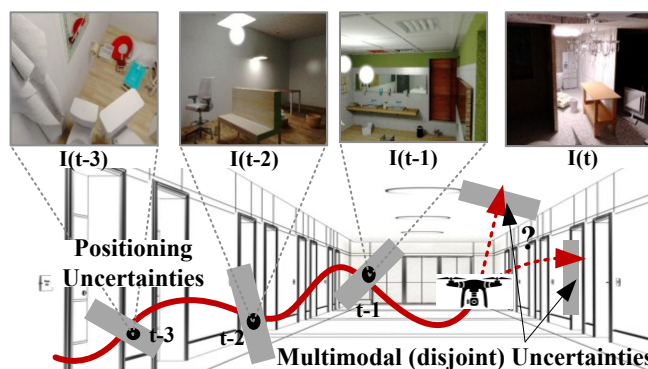 I(t-3) I(t-2) I(t-1) I(t)
Positioning
Uncertainties
?
t-3
t-2
t-1
Multimodal (disjoint) Uncertainties